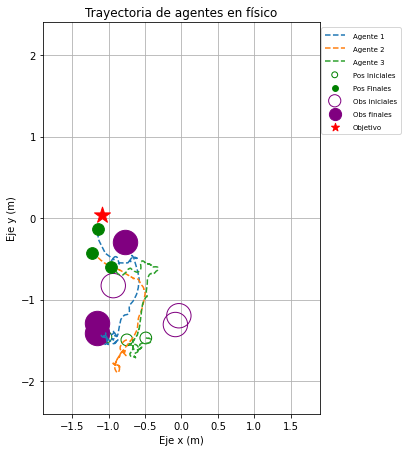 Trayectoria de agentes en físico
Agente 1
Agente 2
Agente 3
Pos Iniciales
Pos Finales
Obs Iniciales
Obs finales
Objetivo
Eje y (m)
2
1
0
−1
−2
−1.5
−1.0
−0.5
0.0
0.5
1.0
1.5
Eje x (m)